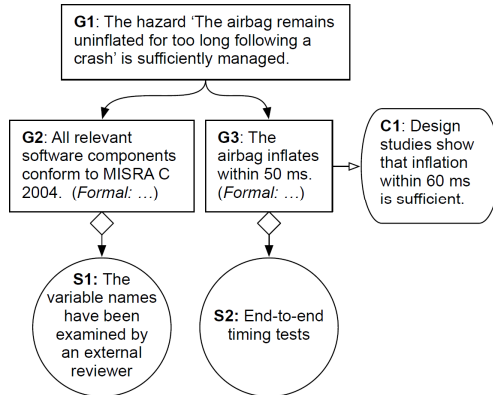 G1: The hazard ‘The airbag remains
uninflated for too long following a
crash’ is sufficiently managed.
G2: All relevant
software components
conform to MISRA C
2004. (Formal: …)
G3: The
airbag inflates
within 50 ms.
(Formal: …)
C1: Design
studies show
that inflation
within 60 ms
is sufficient.
S1: The
variable names
have been
examined by
an external
reviewer
S2: End-to-end
timing tests